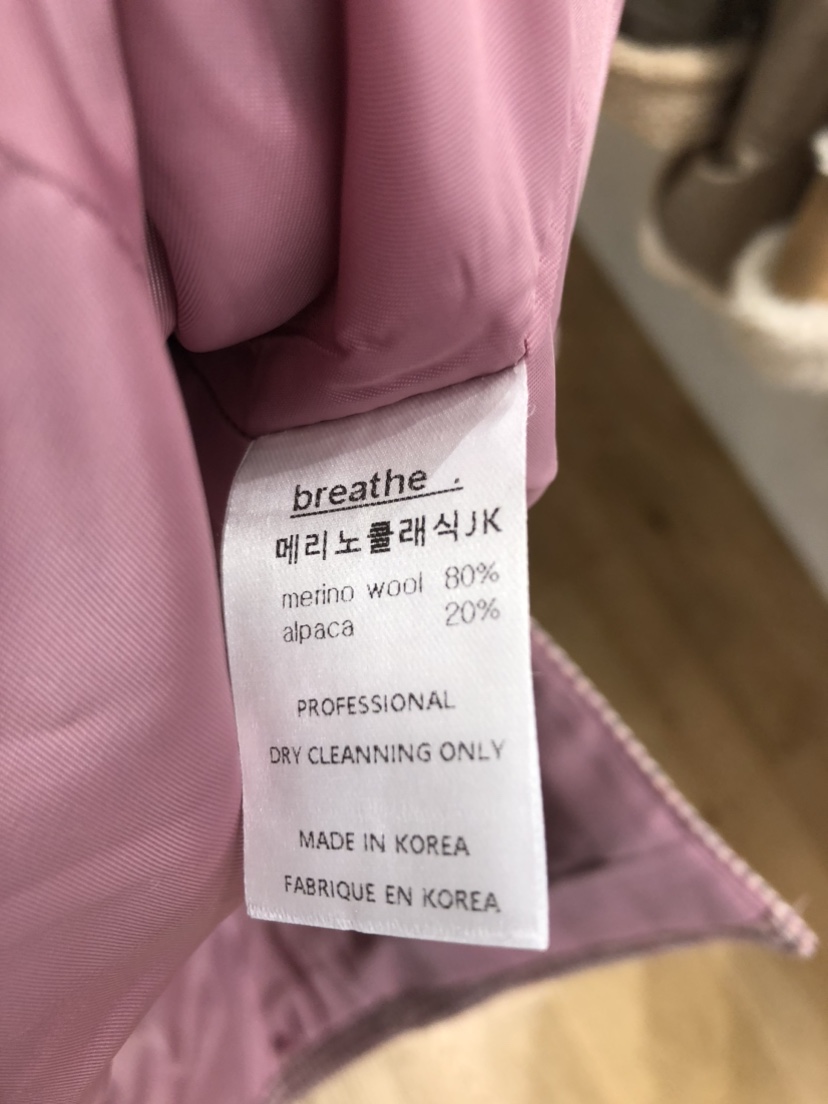 breathe .
메리노클래식JK
merino wool 80%
alpaca 20%
PROFESSIONAL
DRY CLEANNING ONLY
MADE IN KOREA
FABRIQUE EN KOREA